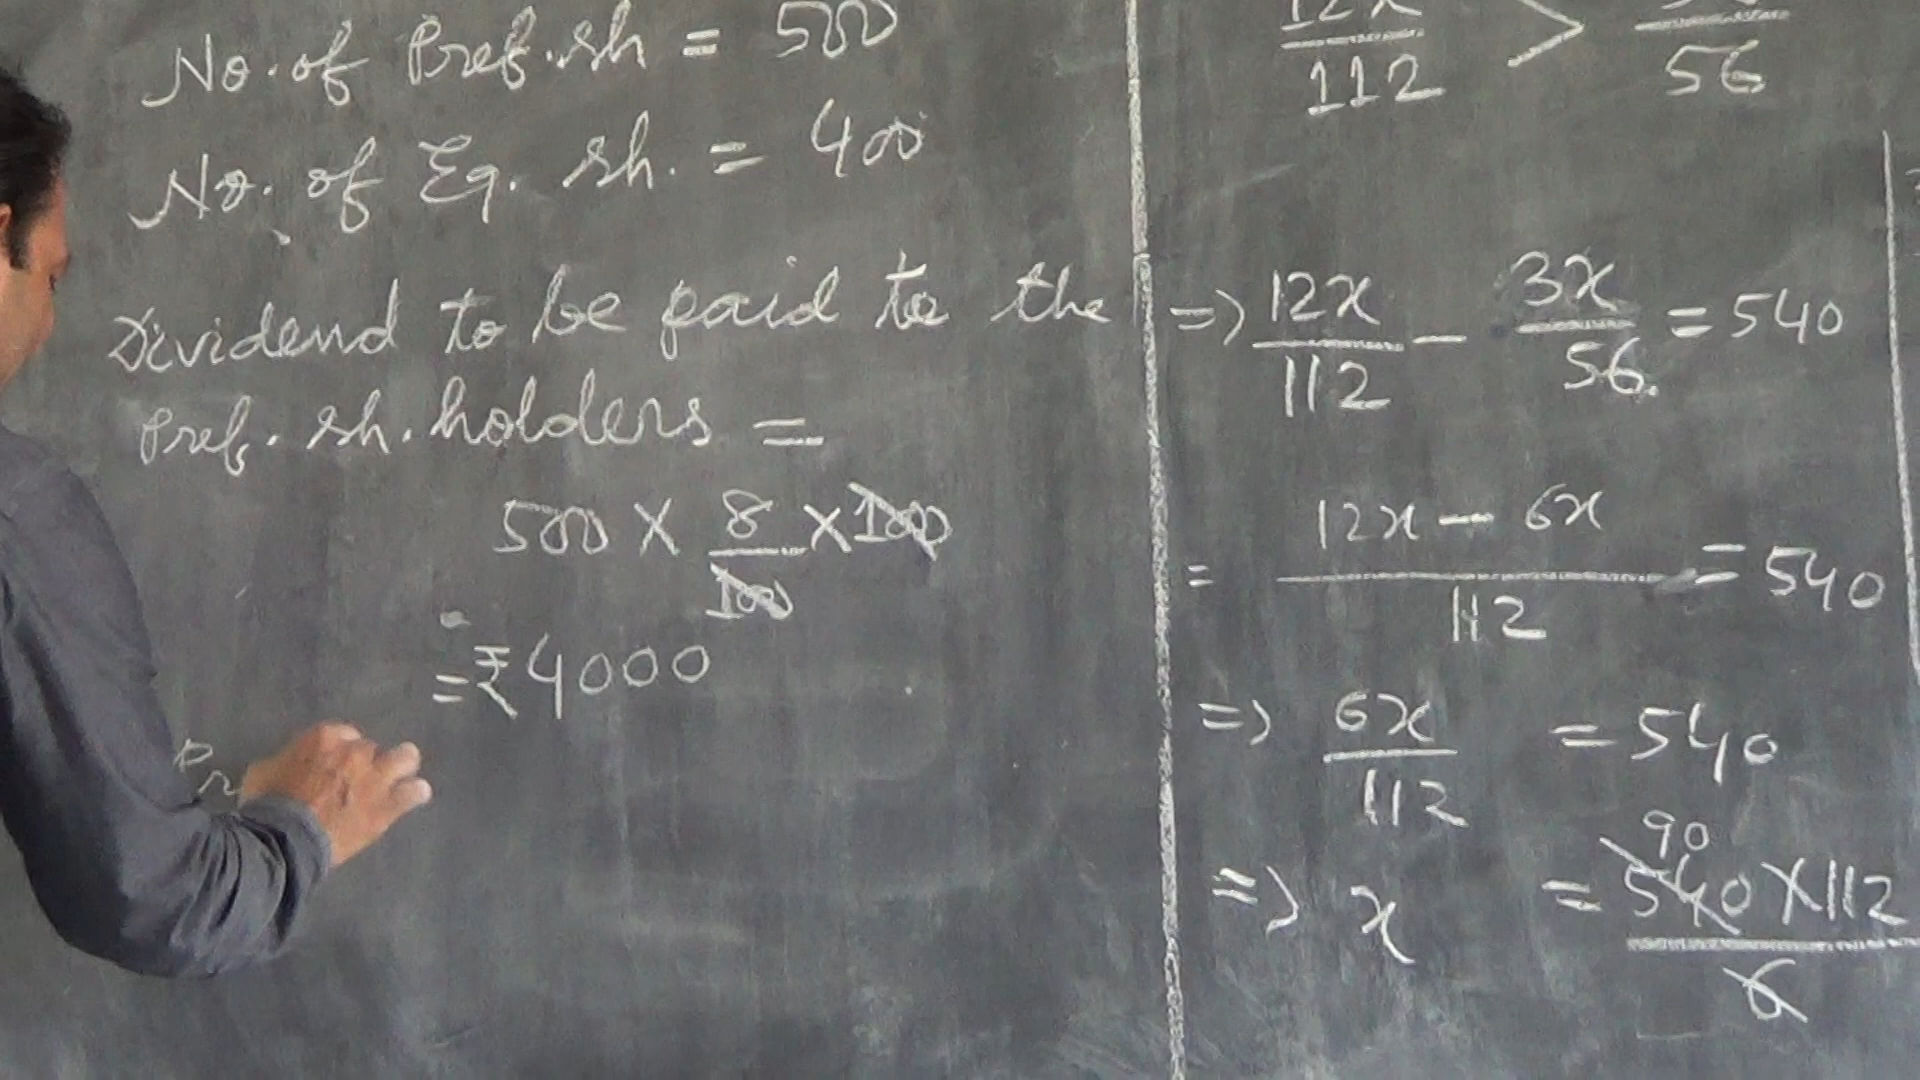 No. of Pref. sh = 500
No. of Eq. sh. = 400
Dividend to be paid to the
Pref. sh. holders =
500 × 8/100 × 100
= ₹4000
Pr
12x/112 > /56
=> 12x/112 - 3x/56 = 540
= 12x - 6x/112 = 540
=> 6x/112 = 540
90
=> x = 540 × 112/6